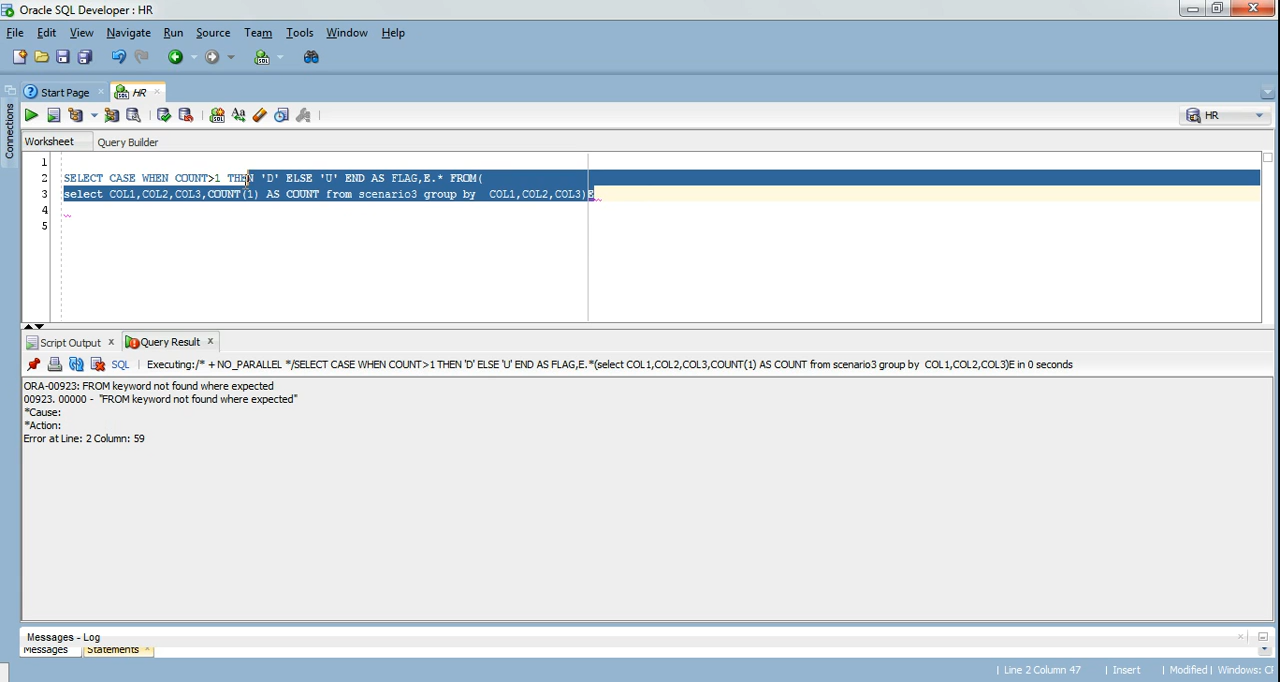 Oracle SQL Developer : HR
File Edit View Navigate Run Source Team Tools Window Help
Start Page HR
HR
Connections
Worksheet Query Builder
1
2 SELECT CASE WHEN COUNT>1 THEN 'D' ELSE 'U' END AS FLAG,E.* FROM(
3 select COL1,COL2,COL3,COUNT(1) AS COUNT from scenario3 group by  COL1,COL2,COL3)E
4
5
Script Output x Query Result x
SQL | Executing:/* + NO_PARALLEL */SELECT CASE WHEN COUNT>1 THEN 'D' ELSE 'U' END AS FLAG,E.*(select COL1,COL2,COL3,COUNT(1) AS COUNT from scenario3 group by  COL1,COL2,COL3)E in 0 seconds
ORA-00923: FROM keyword not found where expected
00923. 00000 -  "FROM keyword not found where expected"
*Cause:
*Action:
Error at Line: 2 Column: 59
Messages - Log
Messages Statements
| Line 2 Column 47 | Insert | Modified | Windows: CF